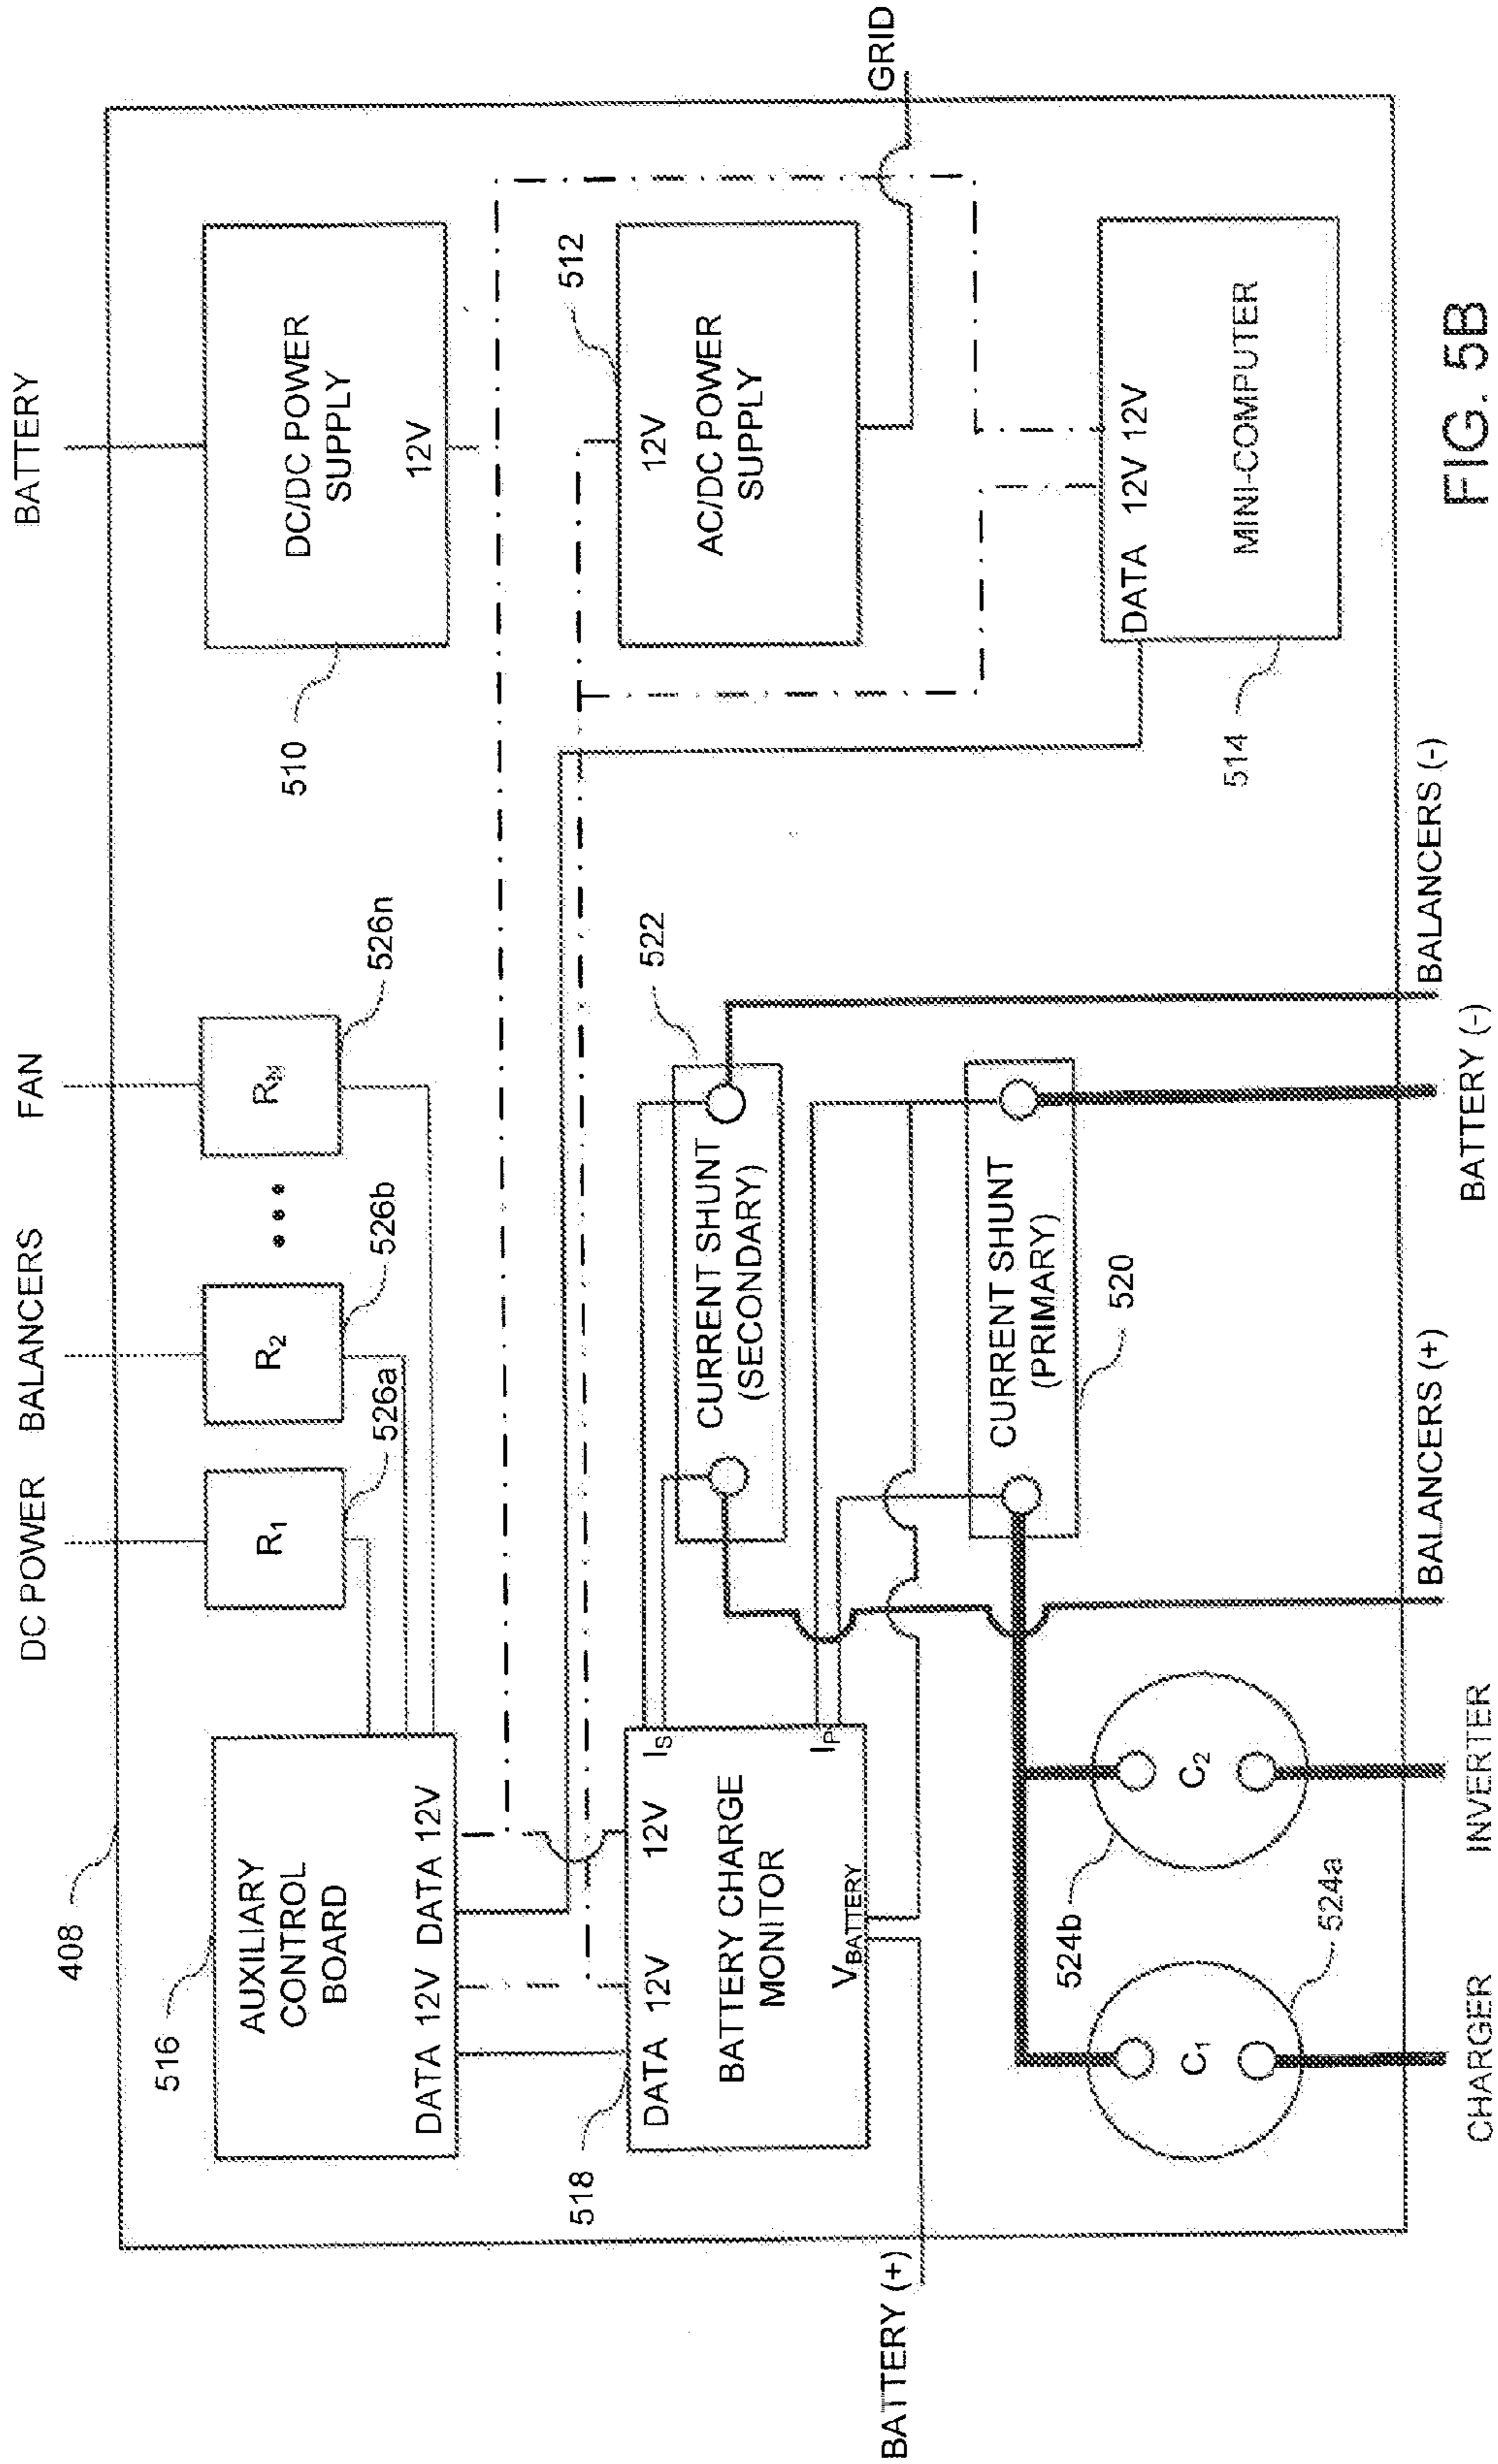 DC POWER
BALANCERS
FAN
BATTERY
408
516
AUXILIARY
CONTROL
BOARD
DATA 12V DATA 12V
R1
526a
R2
526b
•••
526n
510
DC/DC POWER
SUPPLY
12V
518
DATA 12V
12V
IS
BATTERY CHARGE
MONITOR
VBATTERY
IP
522
CURRENT SHUNT
(SECONDARY)
512
12V
AC/DC POWER
SUPPLY
GRID
BATTERY (+)
CURRENT SHUNT
(PRIMARY)
520
524b
C1
C2
524a
DATA 12V 12V
MINI-COMPUTER
514
CHARGER
INVERTER
BALANCERS (+)
BATTERY (-)
BALANCERS (-)
FIG. 5B